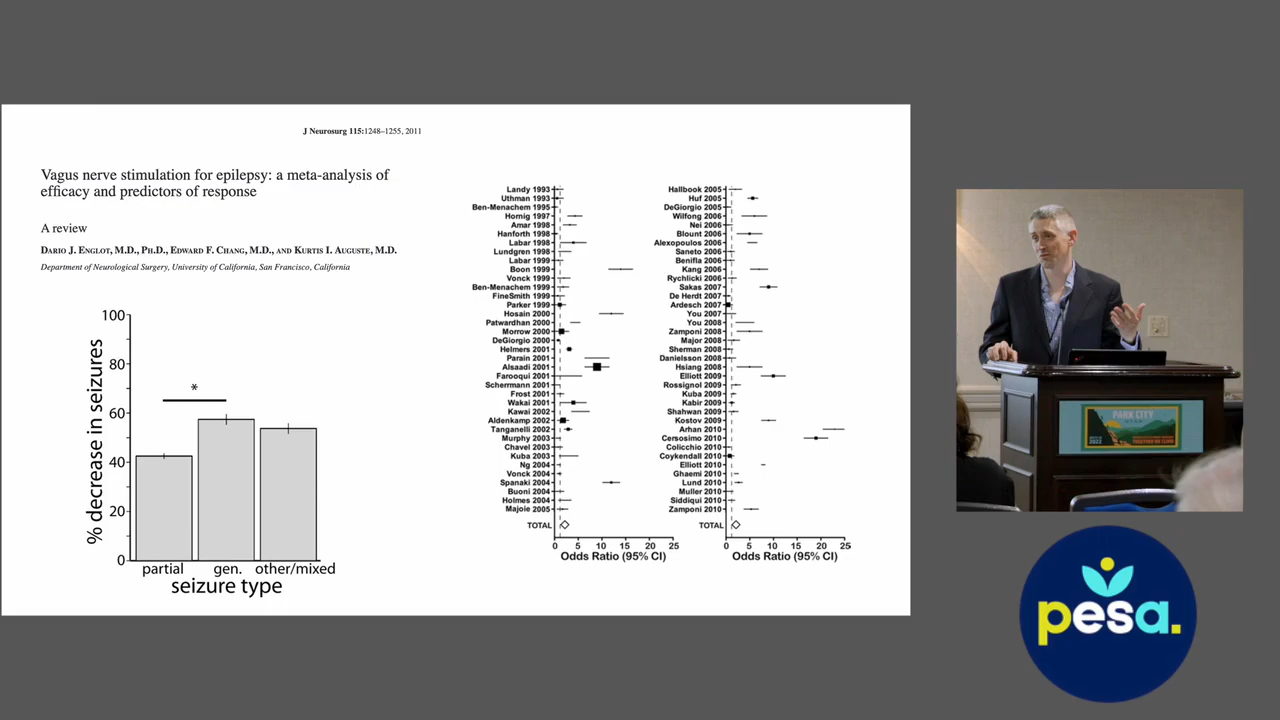 J Neurosurg 115:1248–1255, 2011
Vagus nerve stimulation for epilepsy: a meta-analysis of
efficacy and predictors of response
A review
Dario J. Englot, M.D., Ph.D., Edward F. Chang, M.D., and Kurtis I. Auguste, M.D.
Department of Neurological Surgery, University of California, San Francisco, California
% decrease in seizures
100
80
60
40
20
0
*
partial
gen.
other/mixed
seizure type
Landy 1993
Uthman 1993
Ben-Menachem 1995
Hornig 1997
Amar 1998
Hanforth 1998
Labar 1998
Lundgren 1998
Labar 1999
Boon 1999
Vonck 1999
Ben-Menachem 1999
FineSmith 1999
Parker 1999
Hosain 2000
Patwardhan 2000
Morrow 2000
DeGiorgio 2000
Helmers 2001
Parain 2001
Alsaadi 2001
Farooqui 2001
Schermann 2001
Frost 2001
Wakai 2001
Kawai 2002
Aldenkamp 2002
Tanganelli 2002
Murphy 2003
Chavel 2003
Kuba 2003
Ng 2004
Vonck 2004
Spanaki 2004
Buoni 2004
Holmes 2004
Majoie 2005
TOTAL
0 5 10 15 20 25
Odds Ratio (95% CI)
Hallbook 2005
Huf 2005
DeGiorgio 2005
Wilfong 2006
Nei 2006
Blount 2006
Alexopoulos 2006
Saneto 2006
Benifla 2006
Kang 2006
Rychlicki 2006
Sakas 2007
De Herdt 2007
Ardesch 2007
You 2007
You 2008
Zamponi 2008
Major 2008
Sherman 2008
Danielsson 2008
Hsiang 2008
Elliott 2009
Rossignol 2009
Kuba 2009
Kabir 2009
Shahwan 2009
Kostov 2009
Arhan 2010
Cersosimo 2010
Colicchio 2010
Coykendall 2010
Elliott 2010
Ghaemi 2010
Lund 2010
Muller 2010
Siddiqui 2010
Zamponi 2010
TOTAL
0 5 10 15 20 25
Odds Ratio (95% CI)
PARK CITY
pesa.